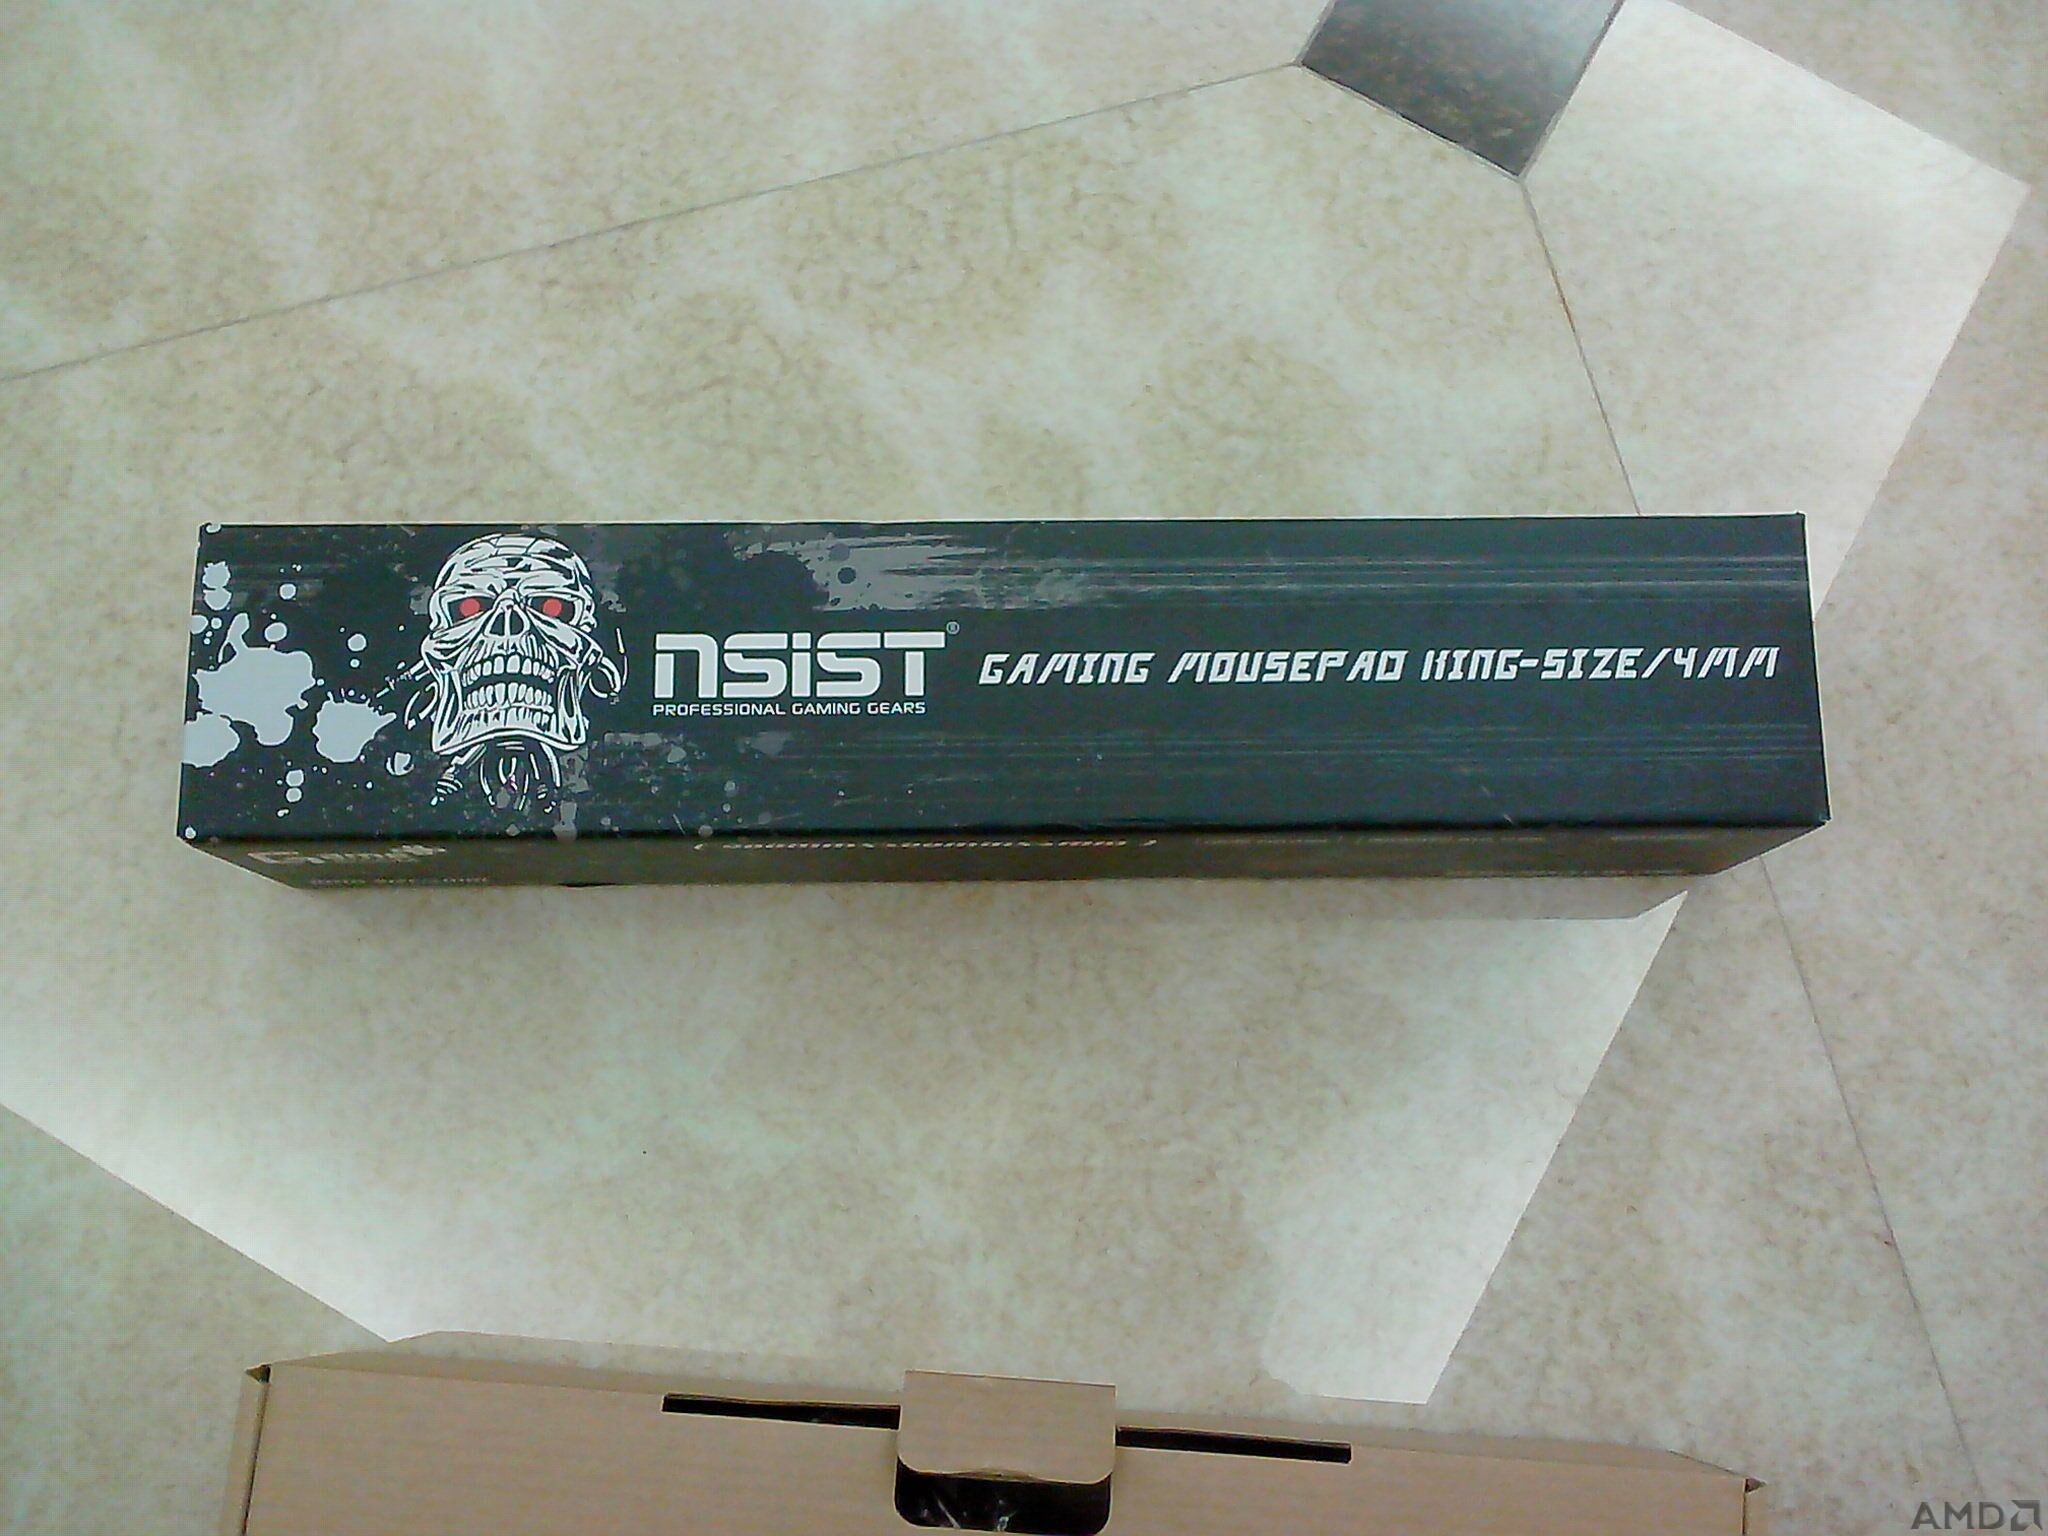 nSiST®
PROFESSIONAL GAMING GEARS
GAMING MOUSEPAD KING-SIZE/4MM
AMD